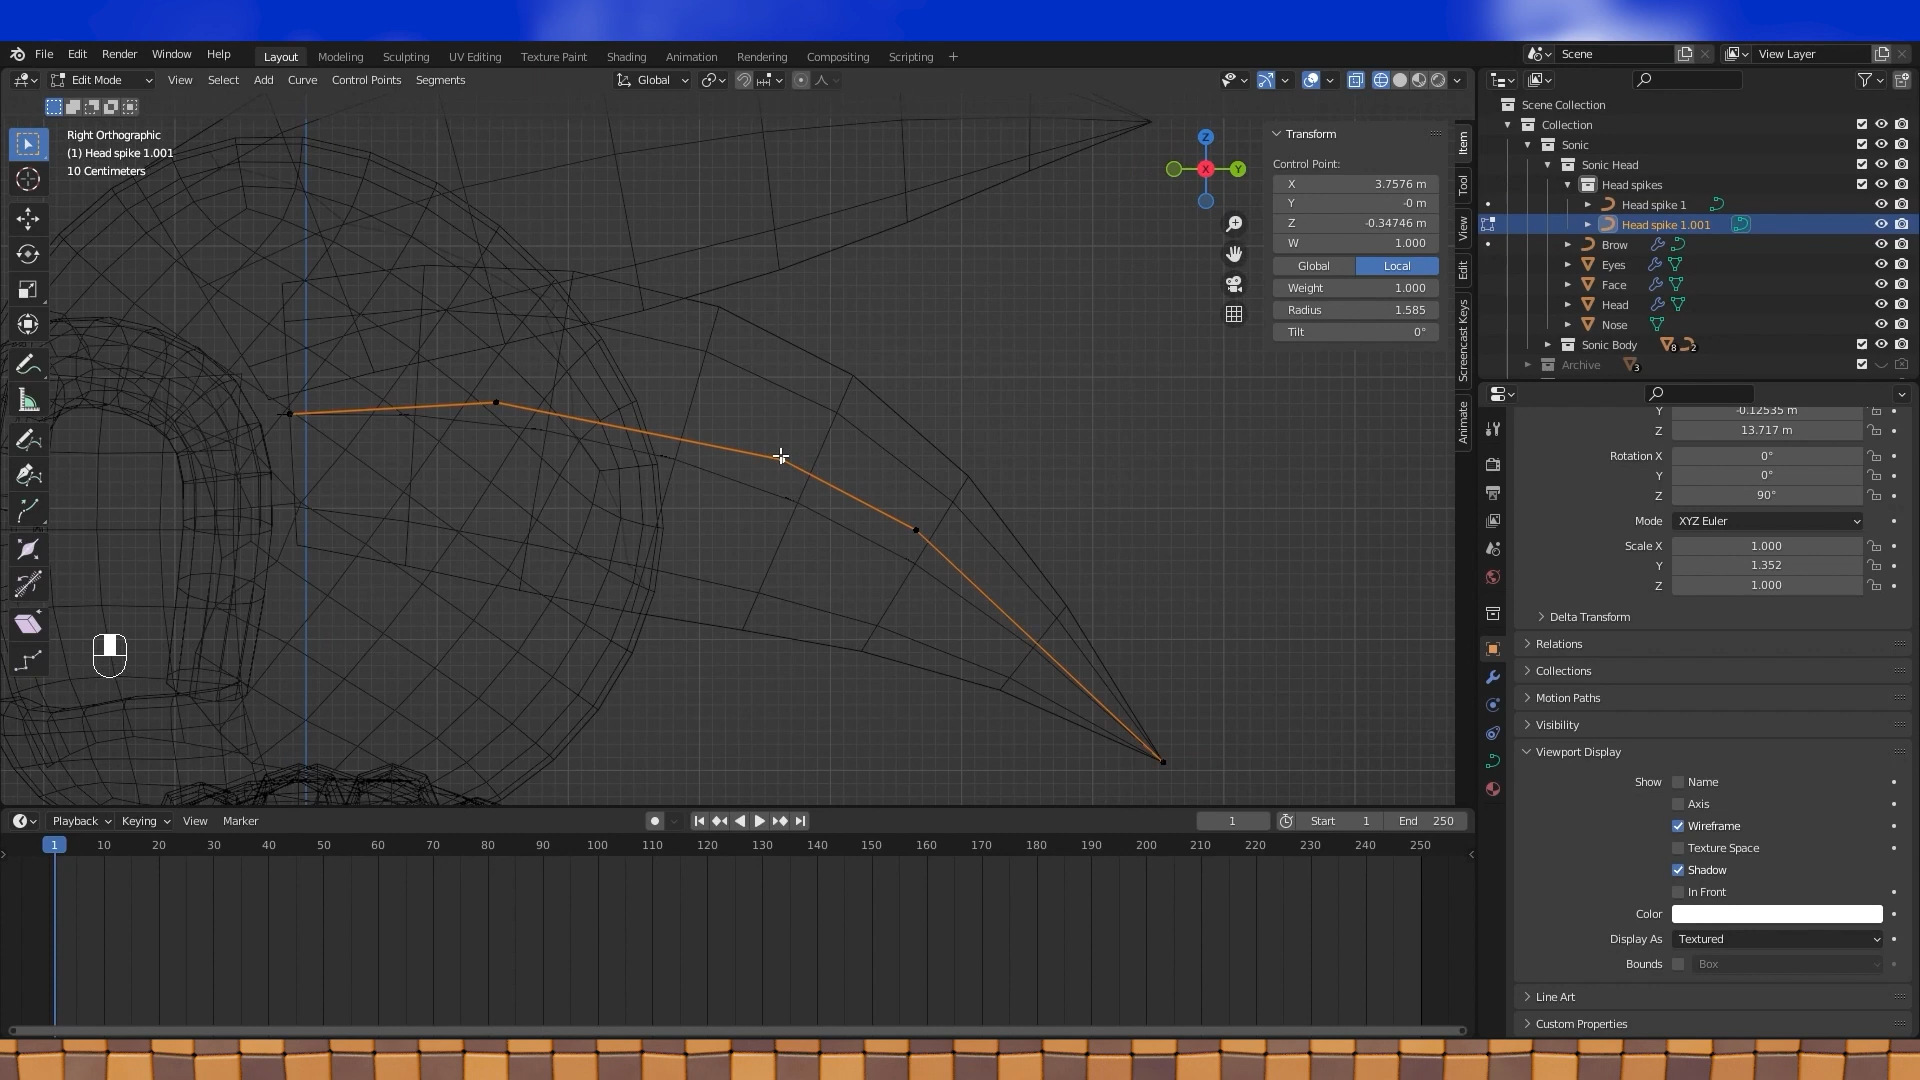 File Edit Render Window Help Layout Modeling Sculpting UV Editing Texture Paint Shading Animation Rendering Compositing Scripting + Scene View Layer
Edit Mode View Select Add Curve Control Points Segments Global
Right Orthographic
(1) Head spike 1.001
10 Centimeters
Z
Y
X
Transform
Control Point:
X 3.7576 m
Y -0 m
Z -0.34746 m
W 1.000
Global Local
Weight 1.000
Radius 1.585
Tilt 0°
Item
Tool
View
Edit
Screencast Keys
Animate
Scene Collection
Collection
Sonic
Sonic Head
Head spikes
Head spike 1
Head spike 1.001
Brow
Eyes
Face
Head
Nose
Sonic Body 8 2
Archive 3
Y -0.12535 m
Z 13.717 m
Rotation X 0°
Y 0°
Z 90°
Mode XYZ Euler
Scale X 1.000
Y 1.352
Z 1.000
Delta Transform
Relations
Collections
Motion Paths
Visibility
Viewport Display
Show Name
Axis
Wireframe
Texture Space
Shadow
In Front
Color
Display As Textured
Bounds Box
Line Art
Custom Properties
Playback Keying View Marker 1 Start 1 End 250
1 10 20 30 40 50 60 70 80 90 100 110 120 130 140 150 160 170 180 190 200 210 220 230 240 250